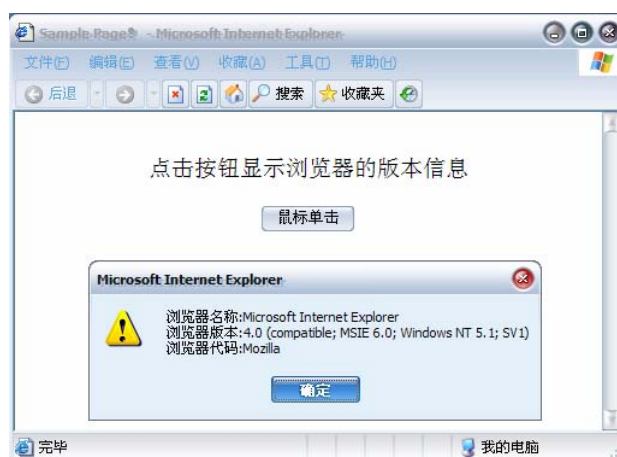 Sample Page! - Microsoft Internet Explorer
文件(F) 编辑(E) 查看(V) 收藏(A) 工具(T) 帮助(H)
后退 搜索 收藏夹
点击按钮显示浏览器的版本信息
鼠标单击
Microsoft Internet Explorer
浏览器名称:Microsoft Internet Explorer
浏览器版本:4.0 (compatible; MSIE 6.0; Windows NT 5.1; SV1)
浏览器代码:Mozilla
确定
完毕 我的电脑